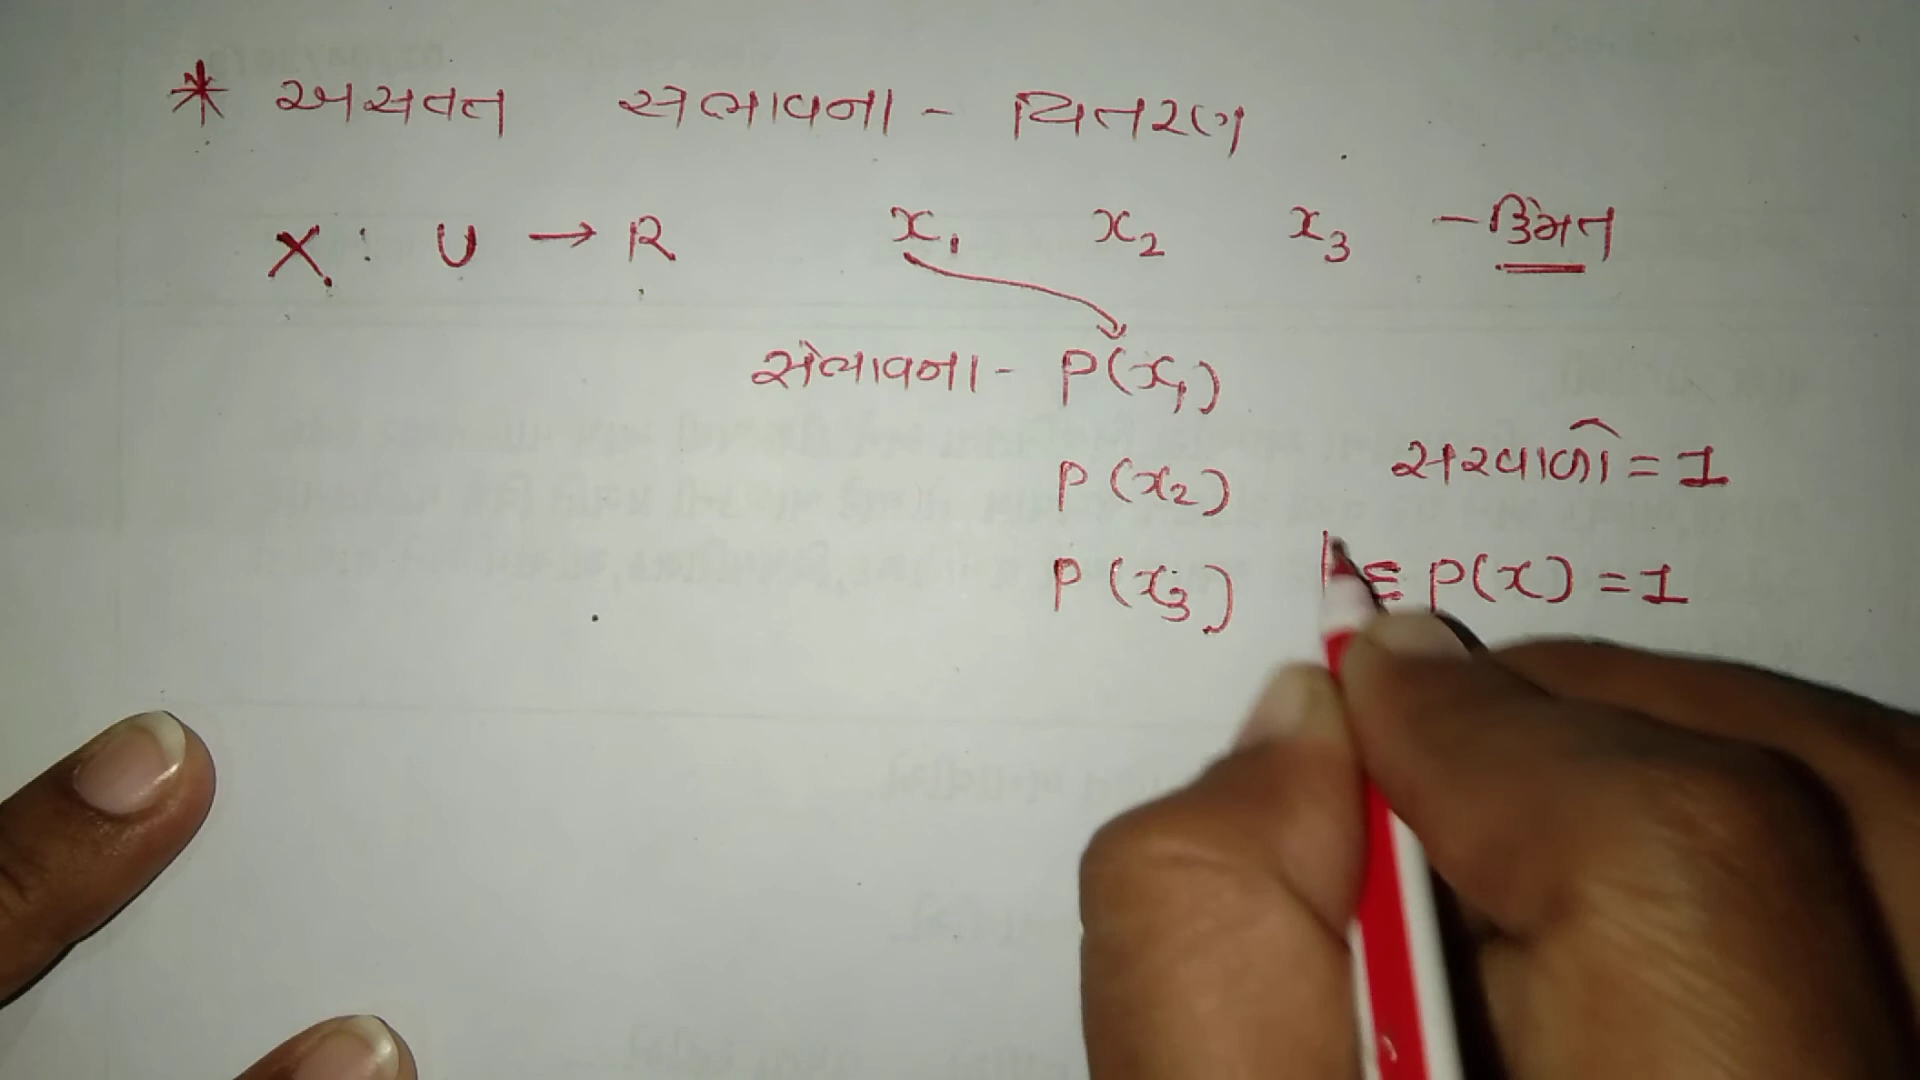 * અસતત સંભાવના - વિતરણ
X : U → R x₁ x₂ x₃ - કિંમત
સંભાવના - P(x₁)
P(x₂) સરવાળો = 1
P(x₃) Σ P(x) = 1